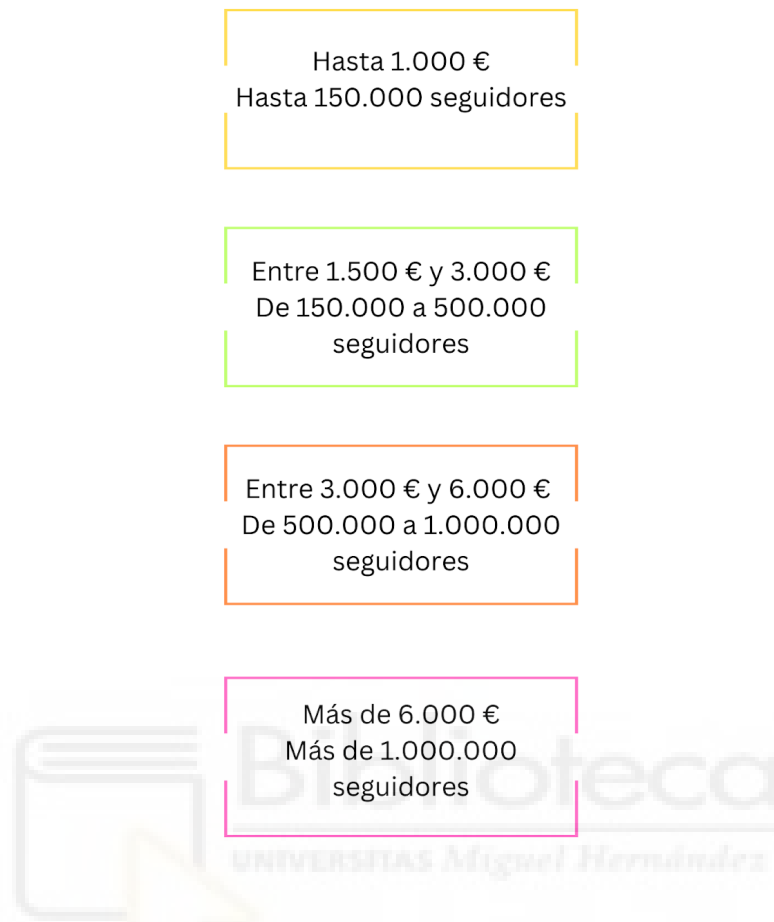 Hasta 1.000 €
Hasta 150.000 seguidores
Entre 1.500 € y 3.000 €
De 150.000 a 500.000
seguidores
Entre 3.000 € y 6.000 €
De 500.000 a 1.000.000
seguidores
Más de 6.000 €
Más de 1.000.000
seguidores
Biblioteca
UNIVERSITAS Miguel Hernández